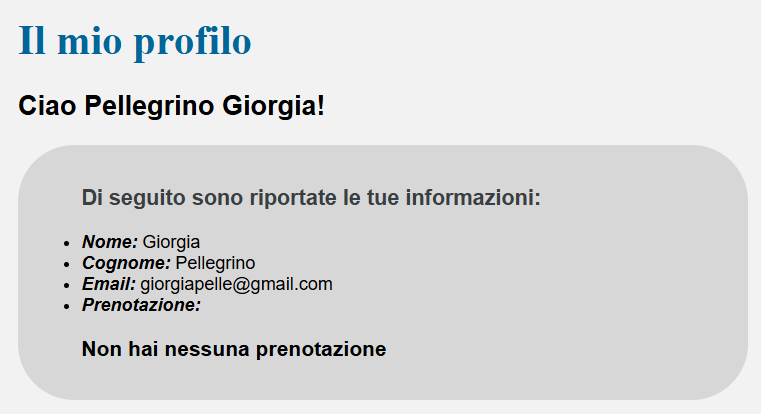 Il mio profilo
Ciao Pellegrino Giorgia!
Di seguito sono riportate le tue informazioni:
Nome: Giorgia
Cognome: Pellegrino
Email: giorgiapelle@gmail.com
Prenotazione:
Non hai nessuna prenotazione